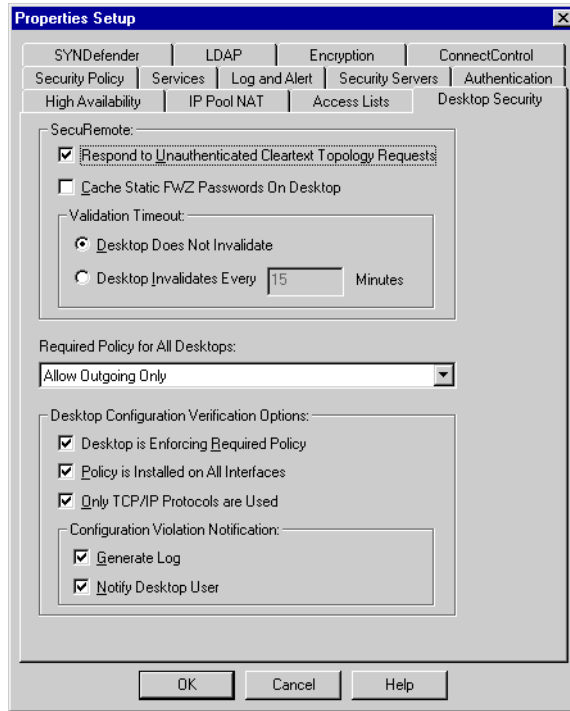 Properties Setup
SYNDefender LDAP Encryption ConnectControl
Security Policy Services Log and Alert Security Servers Authentication
High Availability IP Pool NAT Access Lists Desktop Security
SecuRemote:
Respond to Unauthenticated Cleartext Topology Requests
Cache Static FWZ Passwords On Desktop
Validation Timeout:
Desktop Does Not Invalidate
Desktop Invalidates Every 15 Minutes
Required Policy for All Desktops:
Allow Outgoing Only
Desktop Configuration Verification Options:
Desktop is Enforcing Required Policy
Policy is Installed on All Interfaces
Only TCP/IP Protocols are Used
Configuration Violation Notification:
Generate Log
Notify Desktop User
OK Cancel Help